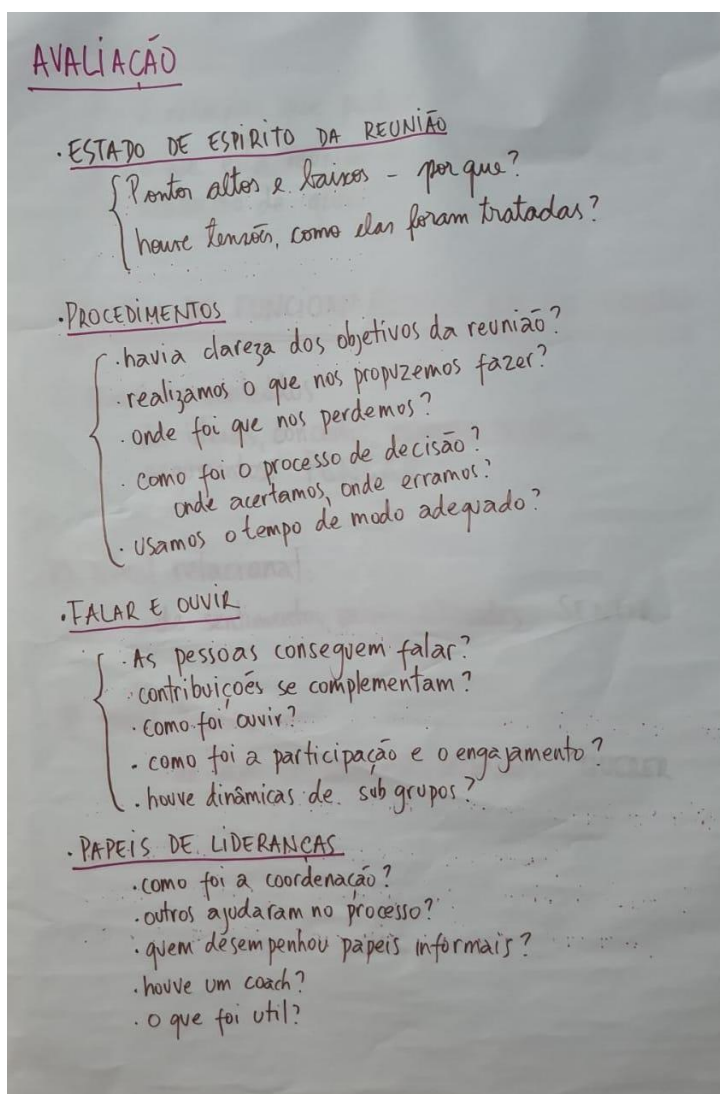 AVALIAÇÃO
· ESTADO DE ESPIRITO DA REUNIÃO
Pontos altos e baixos - por que?
houve tensões, como elas foram tratadas?
· PROCEDIMENTOS
· havia clareza dos objetivos da reunião?
· realizamos o que nos propuzemos fazer?
· onde foi que nos perdemos?
· como foi o processo de decisão?
onde acertamos, onde erramos?
· usamos o tempo de modo adequado?
· FALAR E OUVIR
· As pessoas conseguem falar?
· contribuições se complementam?
· como foi ouvir?
· como foi a participação e o engajamento?
· houve dinâmicas de subgrupos?
· PAPEIS DE LIDERANÇAS
· como foi a coordenação?
· outros ajudaram no processo?
· quem desempenhou papeis informais?
· houve um coach?
· o que foi util?